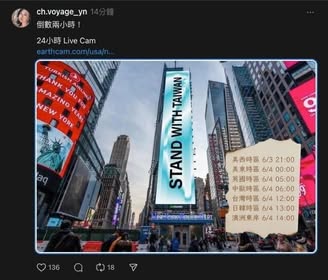 ch.voyage_yn 14分鐘
倒數兩小時！
24小時 Live Cam
earthcam.com/usa/n...
THANKS
STAND WITH TAIWAN
美西時區 6/3 21:00
美東時區 6/4 00:00
英國時區 6/4 05:00
中歐時區 6/4 06:00
台灣時區 6/4 12:00
日韓時區 6/4 13:00
澳洲東岸 6/4 14:00
136
18